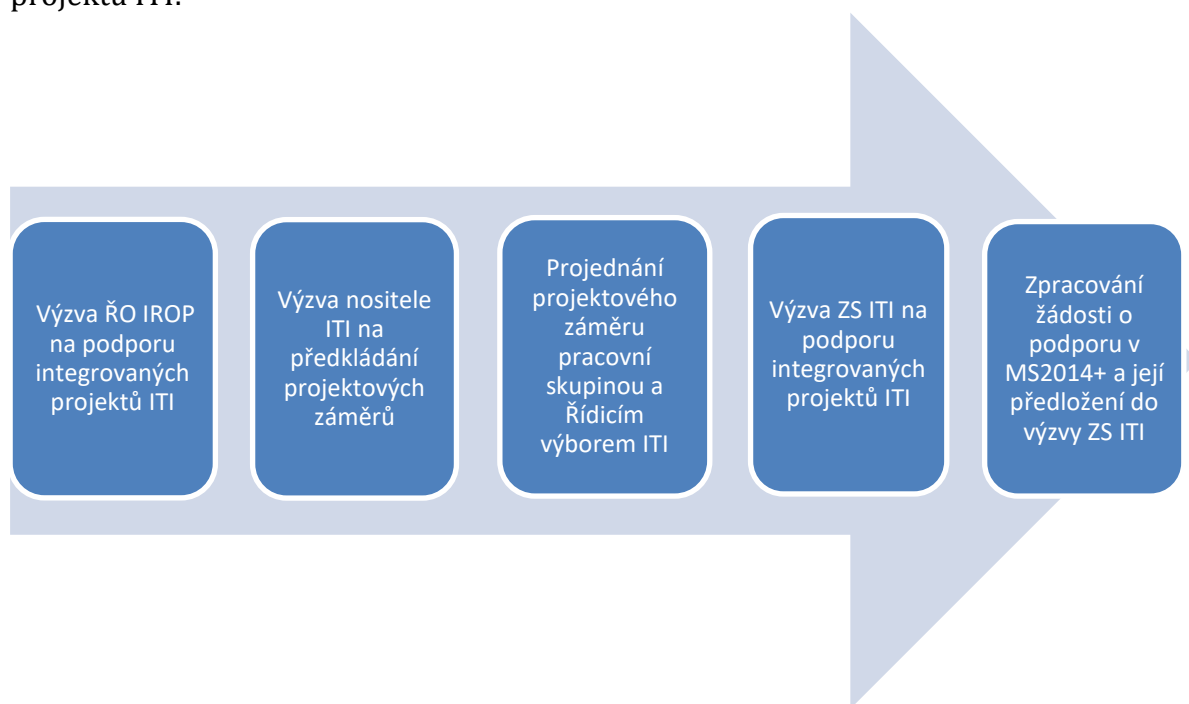 projektů ITI.
Výzva ŘO IROP
na podporu
integrovaných
projektů ITI
Výzva nositele
ITI na
předkládání
projektových
záměrů
Projednání
projektového
záměru
pracovní
skupinou a
Řídicím
výborem ITI
Výzva ZS ITI na
podporu
integrovaných
projektů ITI
Zpracování
žádosti o
podporu v
MS2014+ a její
předložení do
výzvy ZS ITI